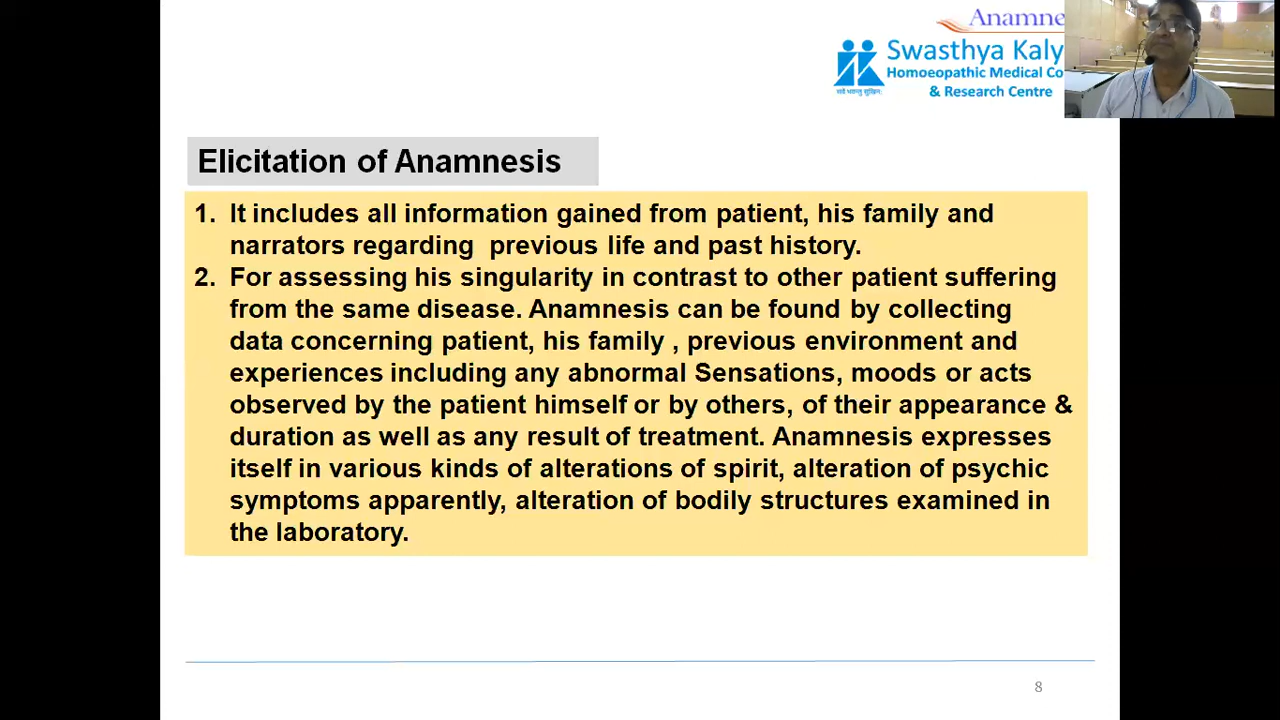 Anamne
Swasthya Kaly
Homoeopathic Medical Co
& Research Centre
Elicitation of Anamnesis
1. It includes all information gained from patient, his family and
narrators regarding previous life and past history.
2. For assessing his singularity in contrast to other patient suffering
from the same disease. Anamnesis can be found by collecting
data concerning patient, his family , previous environment and
experiences including any abnormal Sensations, moods or acts
observed by the patient himself or by others, of their appearance &
duration as well as any result of treatment. Anamnesis expresses
itself in various kinds of alterations of spirit, alteration of psychic
symptoms apparently, alteration of bodily structures examined in
the laboratory.
8